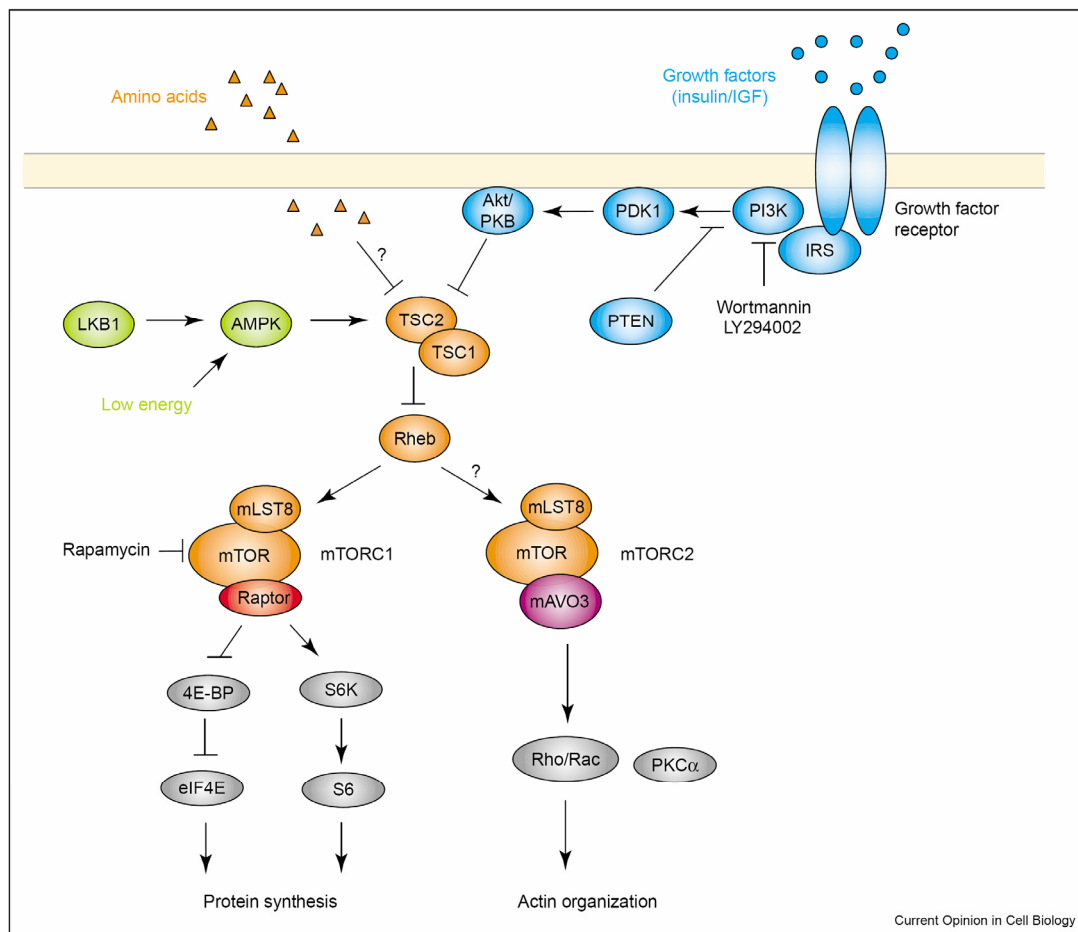 Amino acids
Growth factors
(insulin/IGF)
Akt/
PKB
PDK1
PI3K
IRS
Growth factor
receptor
?
LKB1
AMPK
TSC2
TSC1
PTEN
Wortmannin
LY294002
Low energy
Rheb
?
mLST8
mLST8
Rapamycin
mTOR
mTORC1
mTOR
mTORC2
Raptor
mAVO3
4E-BP
S6K
Rho/Rac
PKCα
eIF4E
S6
Protein synthesis
Actin organization
Current Opinion in Cell Biology